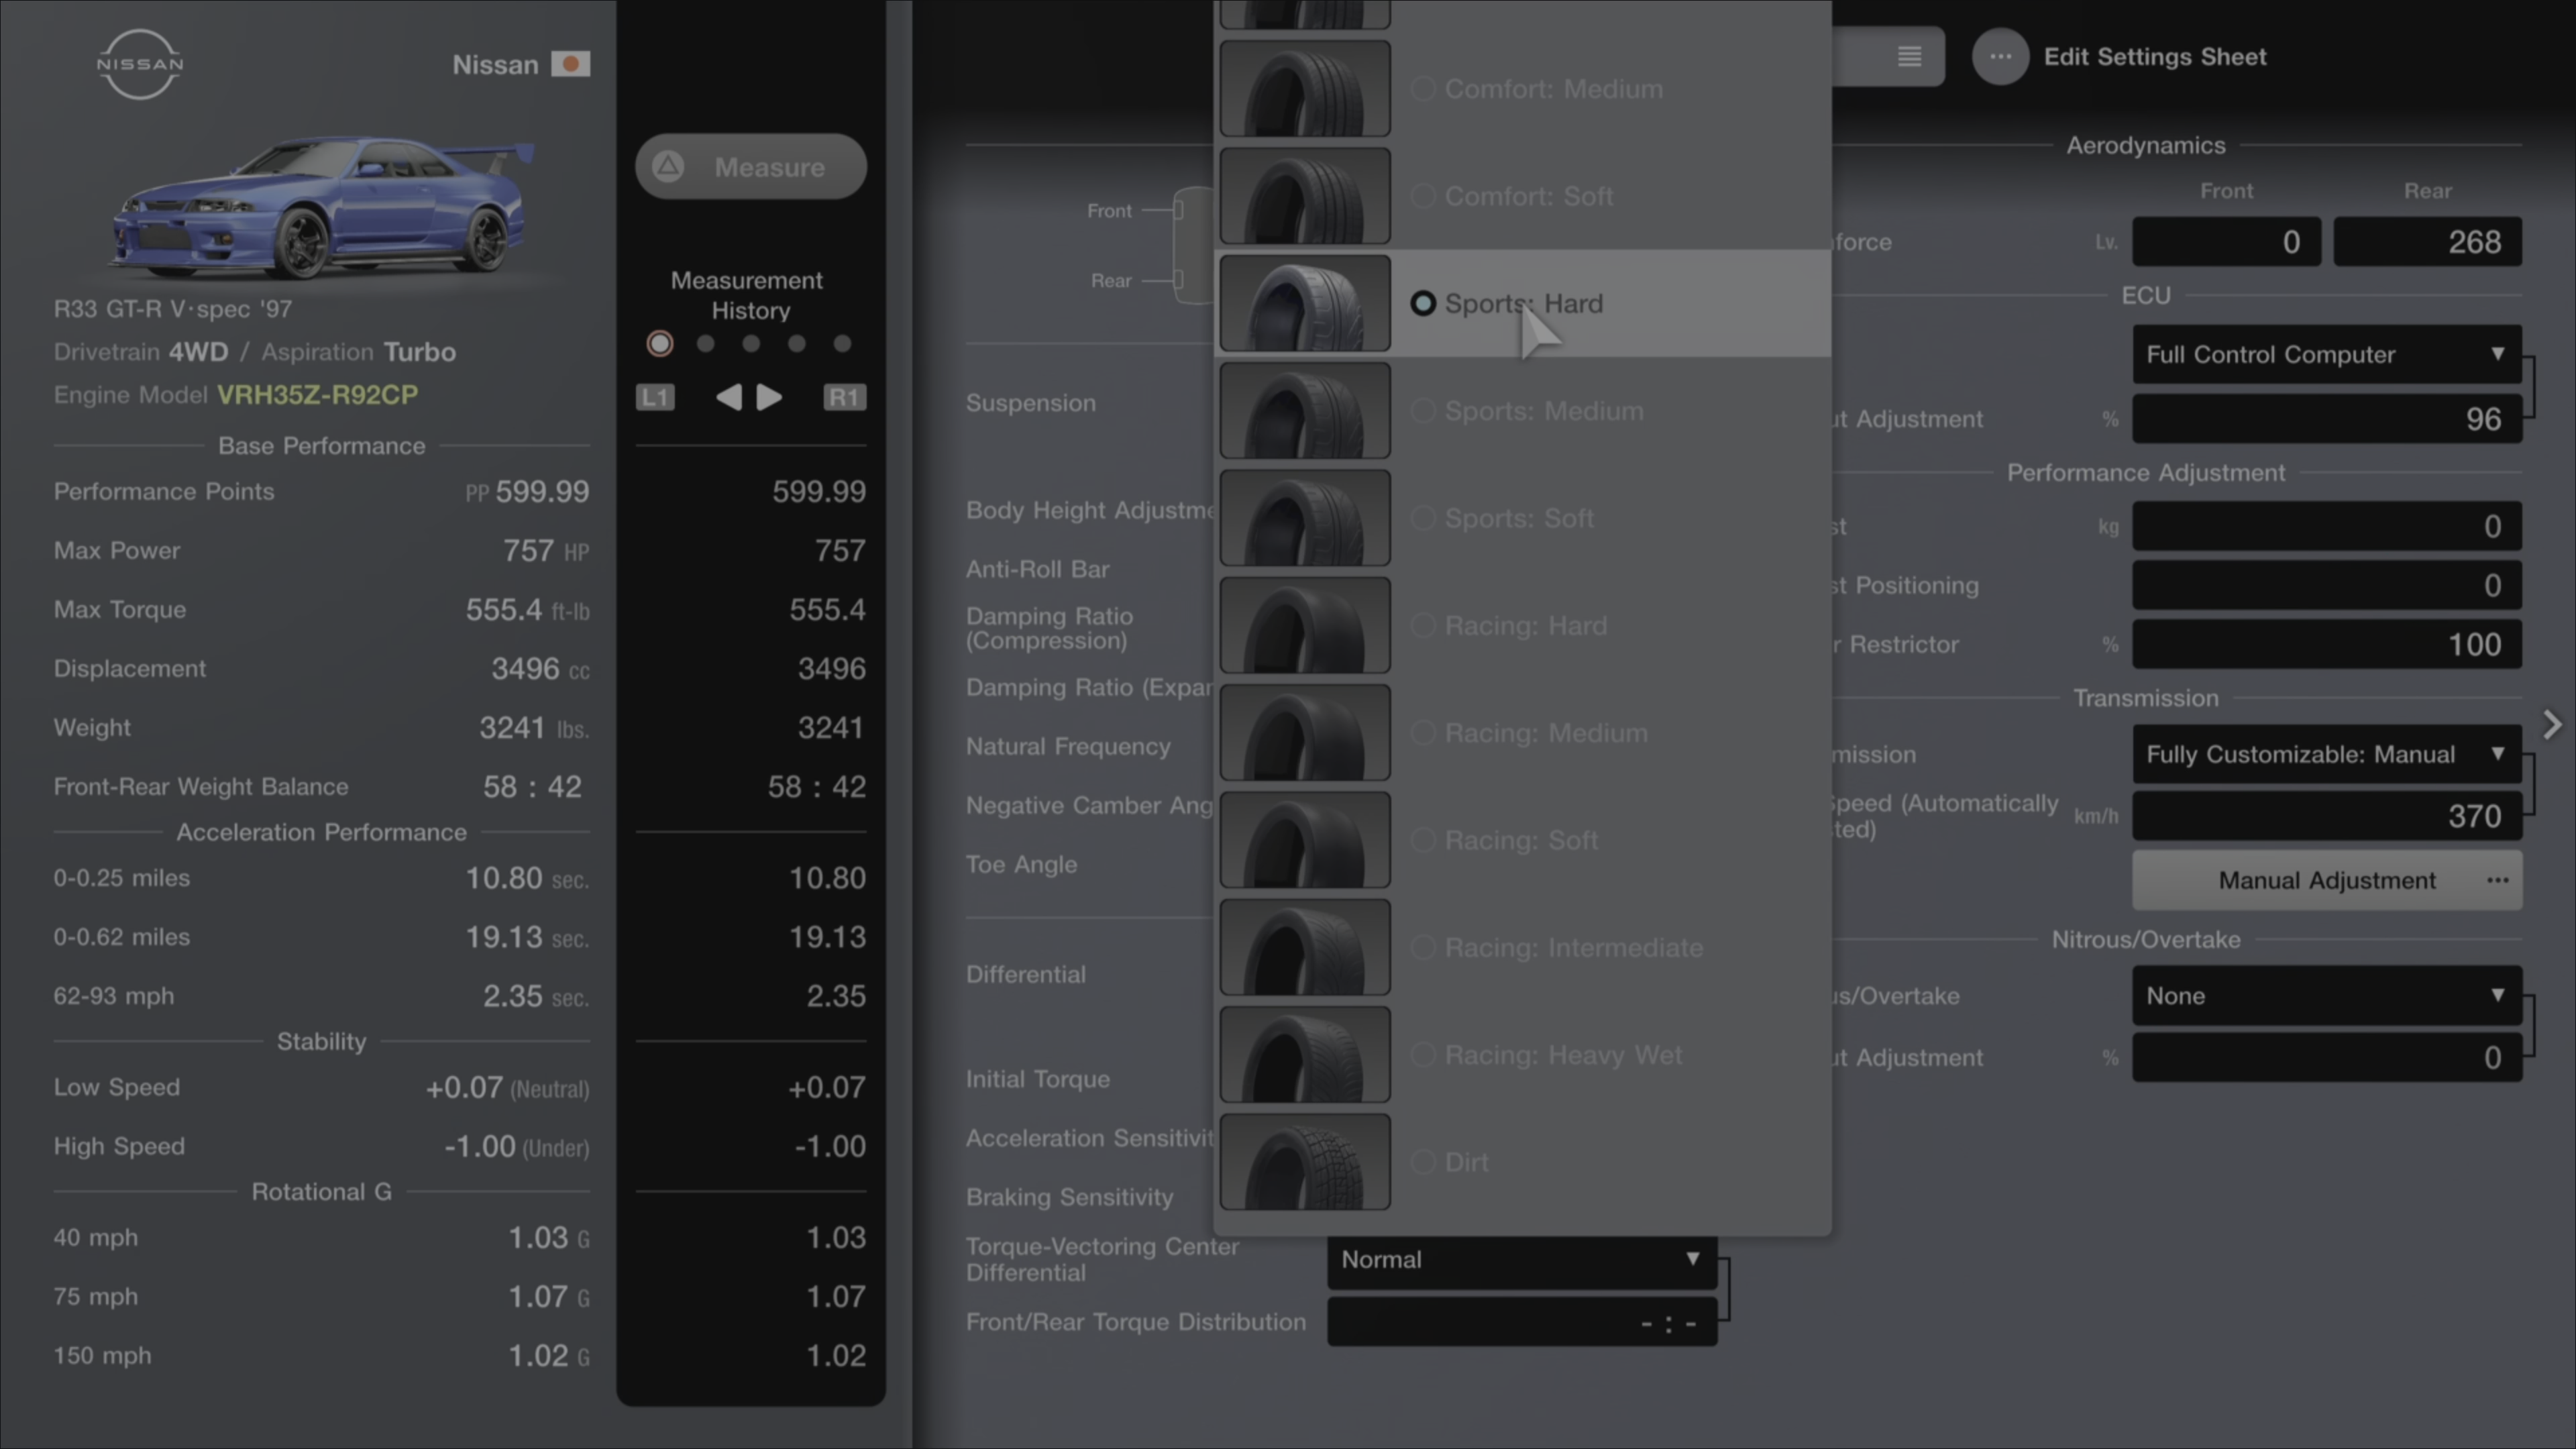 NISSAN
Nissan
R33 GT-R V·spec '97
Drivetrain 4WD / Aspiration Turbo
Engine Model VRH35Z-R92CP
Base Performance
Performance Points PP 599.99
Max Power 757 HP
Max Torque 555.4 ft-lb
Displacement 3496 cc
Weight 3241 lbs.
Front-Rear Weight Balance 58 : 42
Acceleration Performance
0-0.25 miles 10.80 sec.
0-0.62 miles 19.13 sec.
62-93 mph 2.35 sec.
Stability
Low Speed +0.07 (Neutral)
High Speed -1.00 (Under)
Rotational G
40 mph 1.03 G
75 mph 1.07 G
150 mph 1.02 G
Measure
Measurement
History
L1 ◀ ▶ R1
599.99
757
555.4
3496
3241
58 : 42
10.80
19.13
2.35
+0.07
-1.00
1.03
1.07
1.02
Front
Rear
Suspension
Body Height Adjustme
Anti-Roll Bar
Damping Ratio
(Compression)
Damping Ratio (Expan
Natural Frequency
Negative Camber Ang
Toe Angle
Differential
Initial Torque
Acceleration Sensitivit
Braking Sensitivity
Torque-Vectoring Center
Differential
Normal ▼
Front/Rear Torque Distribution - : -
Comfort: Medium
Comfort: Soft
Sports: Hard
Sports: Medium
Sports: Soft
Racing: Hard
Racing: Medium
Racing: Soft
Racing: Intermediate
Racing: Heavy Wet
Dirt
Edit Settings Sheet
Aerodynamics
Front Rear
force Lv. 0 268
ECU
Full Control Computer ▼
ut Adjustment % 96
Performance Adjustment
st kg 0
st Positioning 0
r Restrictor % 100
Transmission
mission Fully Customizable: Manual ▼
Speed (Automatically
ted) km/h 370
Manual Adjustment ...
Nitrous/Overtake
us/Overtake None ▼
ut Adjustment % 0